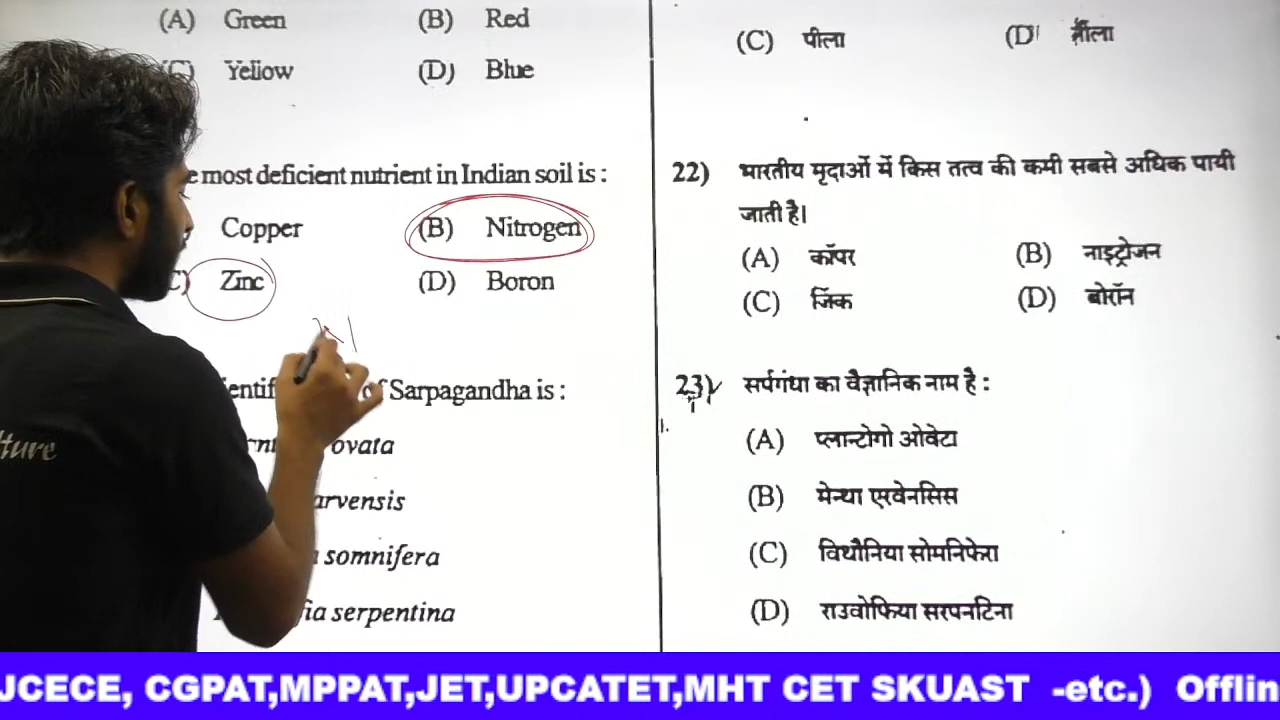 (A) Green (B) Red
Yellow (D) Blue
most deficient nutrient in Indian soil is :
Copper (B) Nitrogen
Zinc (D) Boron
of Sarpagandha is :
ovata
arvensis
somnifera
serpentina
(C) पीला (D) नीला
22) भारतीय मृदाओं में किस तत्व की कमी सबसे अधिक पायी
जाती है।
(A) कॉपर (B) नाइट्रोजन
(C) जिंक (D) बोरॉन
23) सर्पगंधा का वैज्ञानिक नाम है :
(A) प्लान्टोगो ओवेटा
(B) मेन्था एरवेनसिस
(C) विथौनिया सोमनिफेरा
(D) राउवोफिया सरपनटिना
JCECE, CGPAT,MPPAT,JET,UPCATET,MHT CET SKUAST -etc.) Offlin